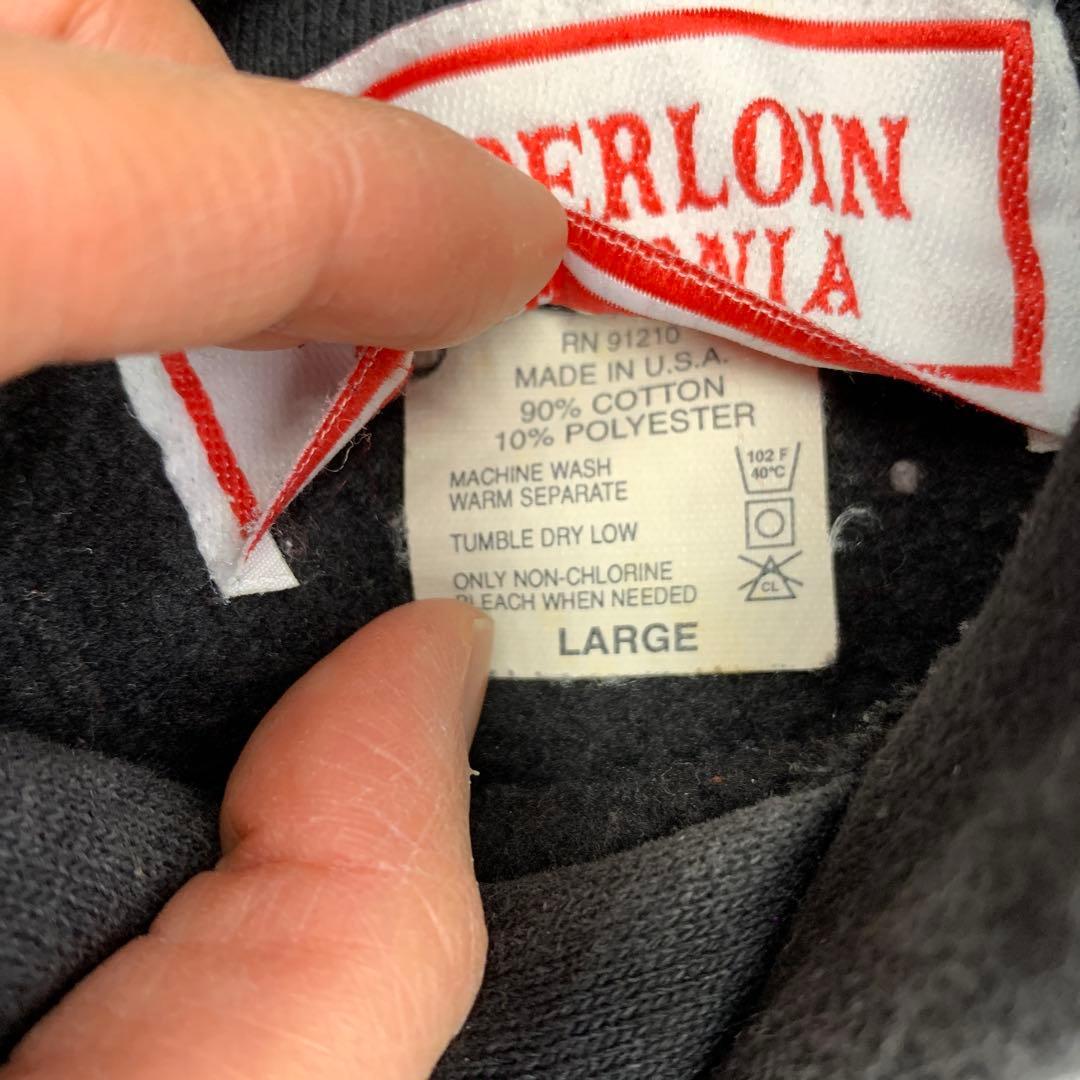 ERLOIN
NIA
RN 91210
MADE IN U.S.A.
90% COTTON
10% POLYESTER
MACHINE WASH
WARM SEPARATE
102 F
40°C
TUMBLE DRY LOW
ONLY NON-CHLORINE
BLEACH WHEN NEEDED
CL
LARGE